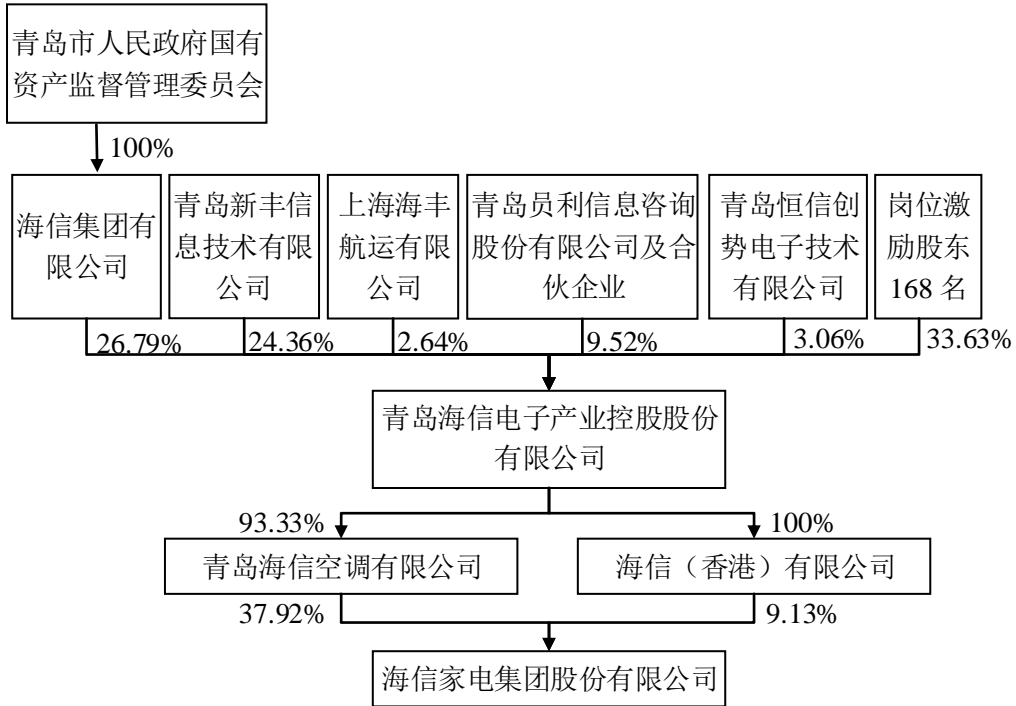 青岛市人民政府国有
资产监督管理委员会
100%
海信集团有
限公司
青岛新丰信
息技术有限
公司
上海海丰
航运有限
公司
青岛员利信息咨询
股份有限公司及合
伙企业
青岛恒信创
势电子技术
有限公司
岗位激
励股东
168 名
26.79%
24.36%
2.64%
9.52%
3.06%
33.63%
青岛海信电子产业控股股份
有限公司
93.33%
100%
青岛海信空调有限公司
海信（香港）有限公司
37.92%
9.13%
海信家电集团股份有限公司